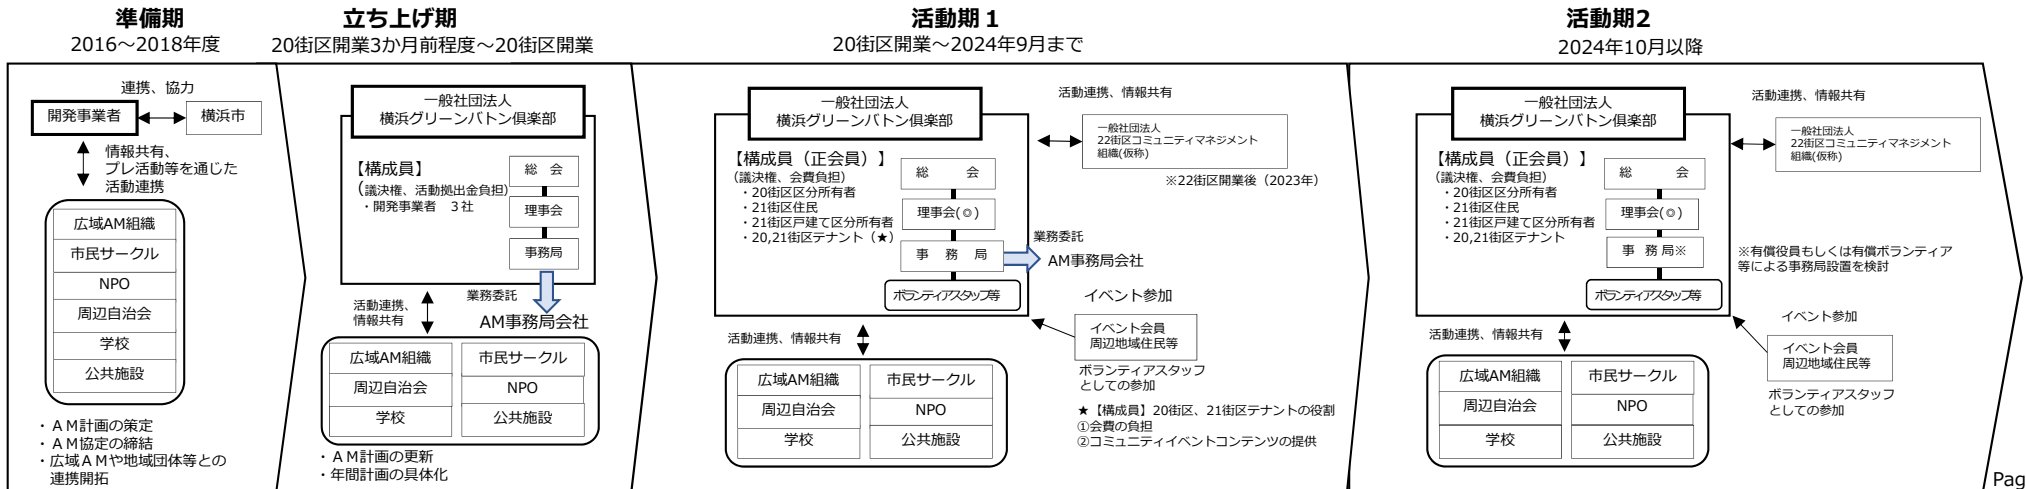 準備期
2016～2018年度
連携、協力
開発事業者
横浜市
情報共有、
プレ活動等を通じた
活動連携
広域AM組織
市民サークル
NPO
周辺自治会
学校
公共施設
・ＡＭ計画の策定
・ＡＭ協定の締結
・広域ＡＭや地域団体等との
連携開拓
立ち上げ期
20街区開業3か月前程度～20街区開業
一般社団法人
横浜グリーンバトン倶楽部
【構成員】
(議決権、活動拠出金負担)
・開発事業者　３社
総　会
理事会
事務局
業務委託
AM事務局会社
活動連携、
情報共有
広域AM組織
市民サークル
周辺自治会
NPO
学校
公共施設
・ＡＭ計画の更新
・年間計画の具体化
活動期１
20街区開業～2024年9月まで
一般社団法人
横浜グリーンバトン倶楽部
【構成員（正会員）】
(議決権、会費負担)
・20街区区分所有者
・21街区住民
・21街区戸建て区分所有者
・20,21街区テナント（★）
総　　会
理事会(◎)
事　務　局
ボランティアスタッフ等
業務委託
AM事務局会社
活動連携、情報共有
一般社団法人
22街区コミュニティマネジメント
組織(仮称)
※22街区開業後（2023年）
イベント参加
イベント会員
周辺地域住民等
ボランティアスタッフ
としての参加
活動連携、情報共有
広域AM組織
市民サークル
周辺自治会
NPO
学校
公共施設
★【構成員】20街区、21街区テナントの役割
①会費の負担
②コミュニティイベントコンテンツの提供
活動期2
2024年10月以降
一般社団法人
横浜グリーンバトン倶楽部
【構成員（正会員）】
(議決権、会費負担)
・20街区区分所有者
・21街区住民
・21街区戸建て区分所有者
・20,21街区テナント
総　　会
理事会(◎)
事 務 局※
ボランティアスタッフ等
活動連携、情報共有
一般社団法人
22街区コミュニティマネジメント
組織(仮称)
※有償役員もしくは有償ボランティア
等による事務局設置を検討
イベント参加
イベント会員
周辺地域住民等
ボランティアスタッフ
としての参加
活動連携、情報共有
広域AM組織
市民サークル
周辺自治会
NPO
学校
公共施設
Pag